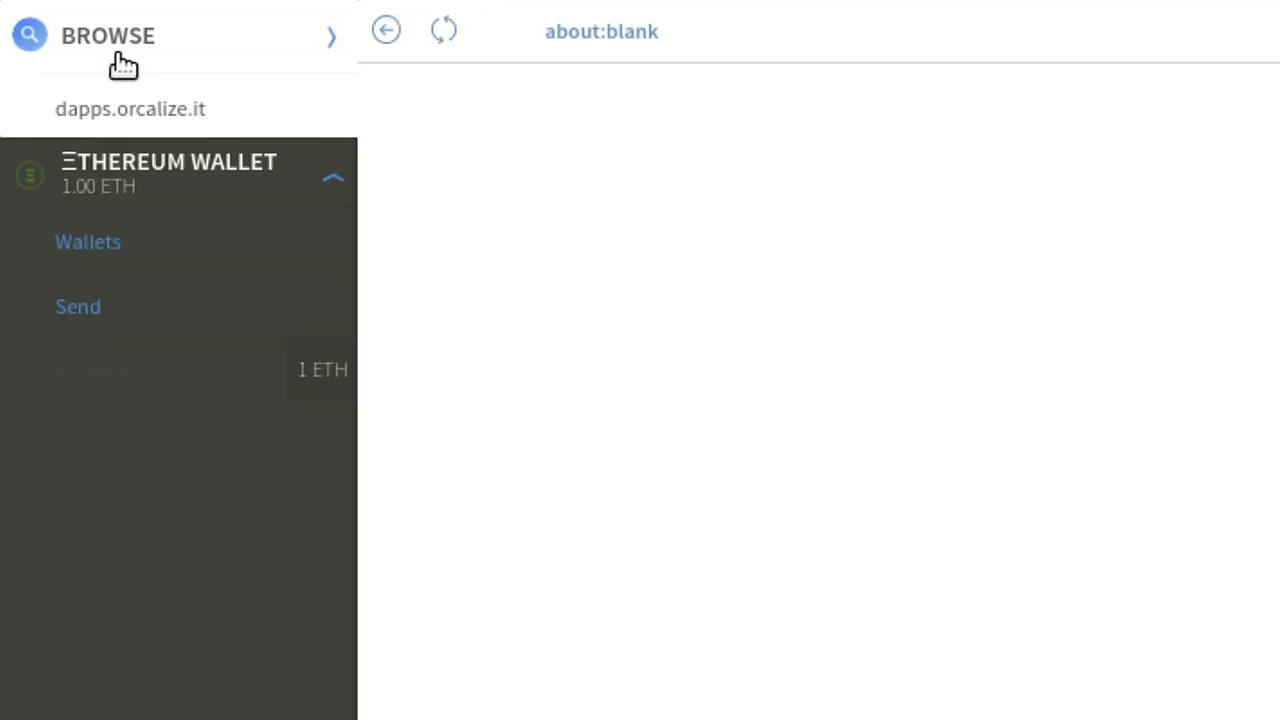 BROWSE
about:blank
dapps.orcalize.it
ΞTHEREUM WALLET
1.00 ETH
Wallets
Send
1 ETH